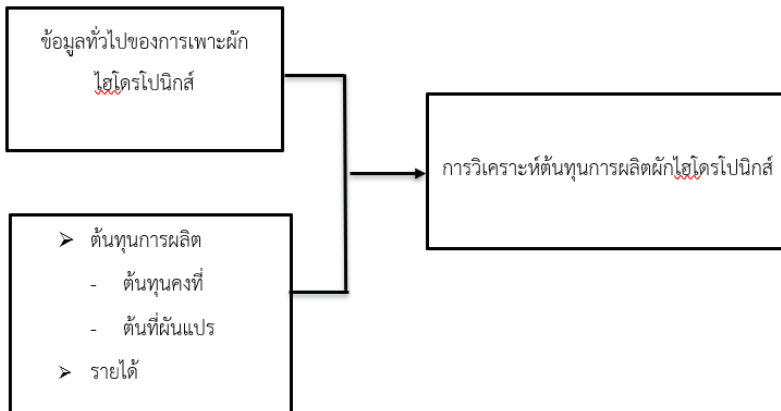 ข้อมูลทั่วไปของการเพาะผัก
ไฮโดรโปนิกส์
การวิเคราะห์ต้นทุนการผลิตผักไฮโดรโปนิกส์
➢ ต้นทุนการผลิต
- ต้นทุนคงที่
- ต้นที่ผันแปร
➢ รายได้